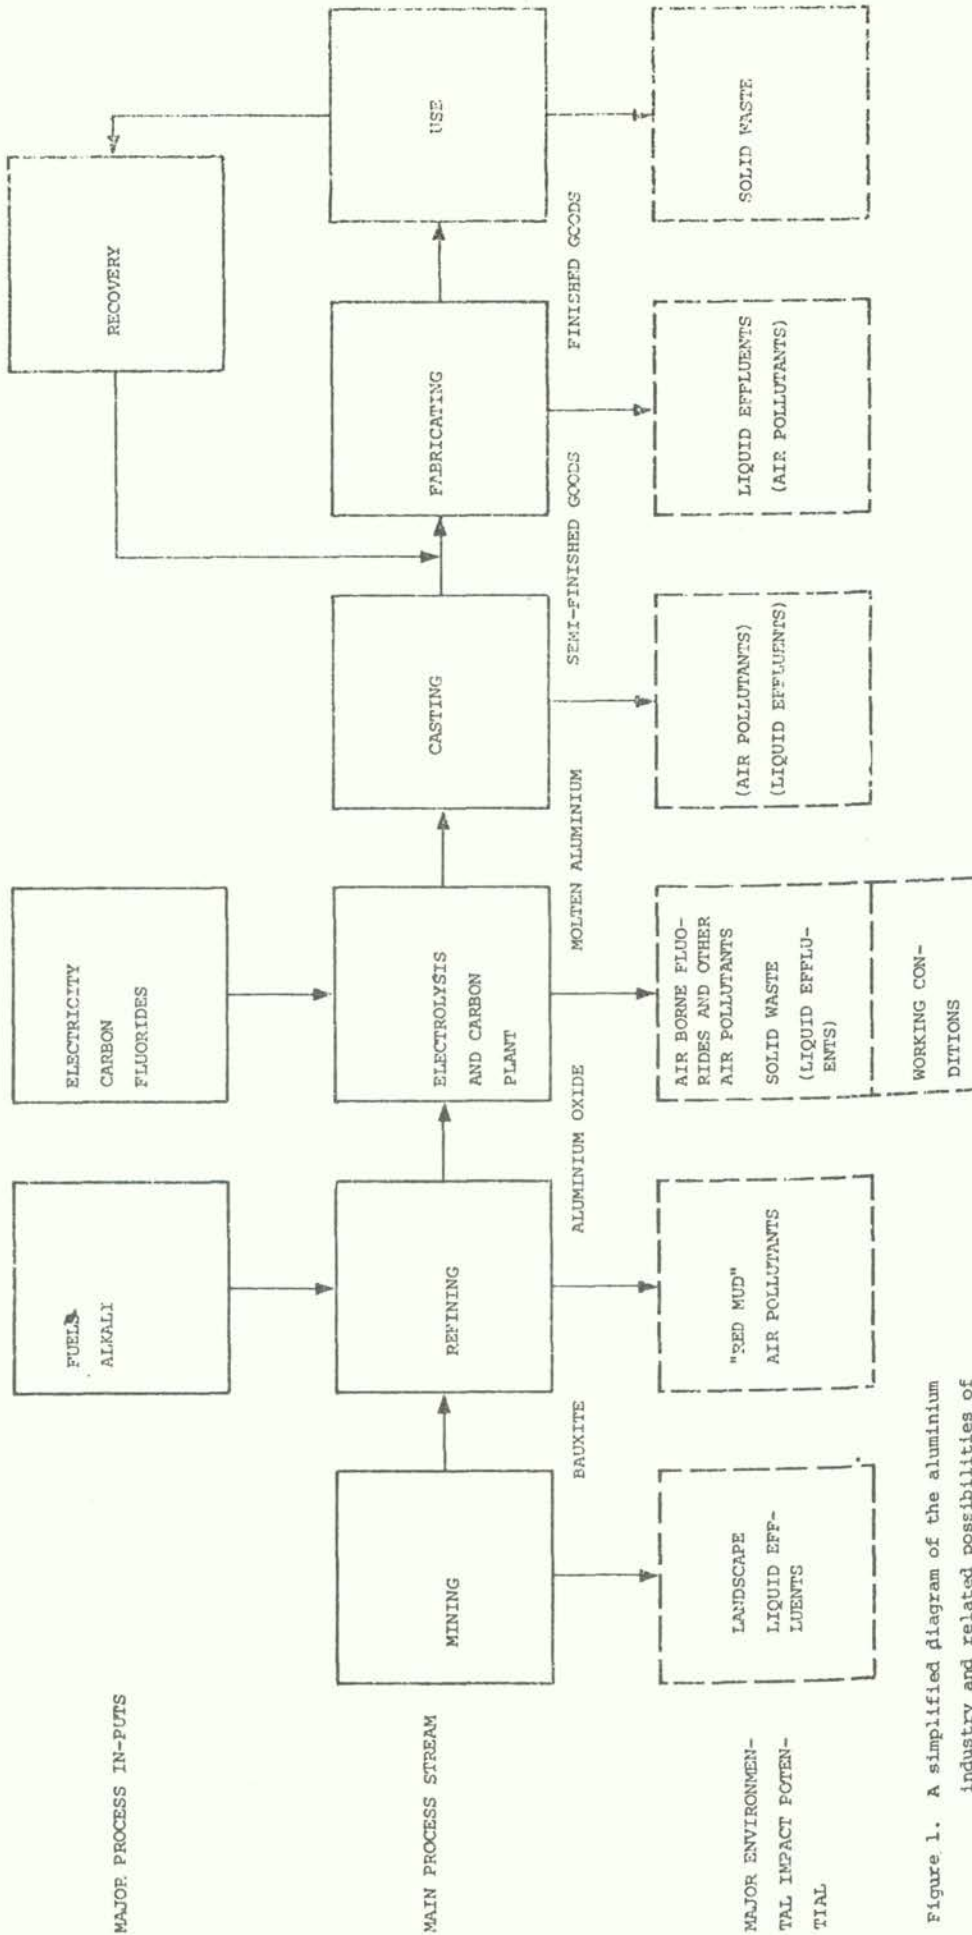 MAJOR PROCESS IN-PUTS
FUELS
ALKALI
ELECTRICITY
CARBON
FLUORIDES
RECOVERY
MAIN PROCESS STREAM
MINING
REFINING
ELECTROLYSIS
AND CARBON
PLANT
CASTING
FABRICATING
USE
BAUXITE
ALUMINIUM OXIDE
MOLTEN ALUMINIUM
SEMI-FINISHED GOODS
FINISHED GOODS
MAJOR ENVIRONMEN-
TAL IMPACT POTEN-
TIAL
LANDSCAPE
LIQUID EFF-
LUENTS
"RED MUD"
AIR POLLUTANTS
AIR BORNE FLUO-
RIDES AND OTHER
AIR POLLUTANTS
SOLID WASTE
(LIQUID EFFLU-
ENTS)
WORKING CON-
DITIONS
(AIR POLLUTANTS)
(LIQUID EFFLUENTS)
LIQUID EFFLUENTS
(AIR POLLUTANTS)
SOLID WASTE
Figure 1. A simplified diagram of the aluminium
industry and related possibilities of